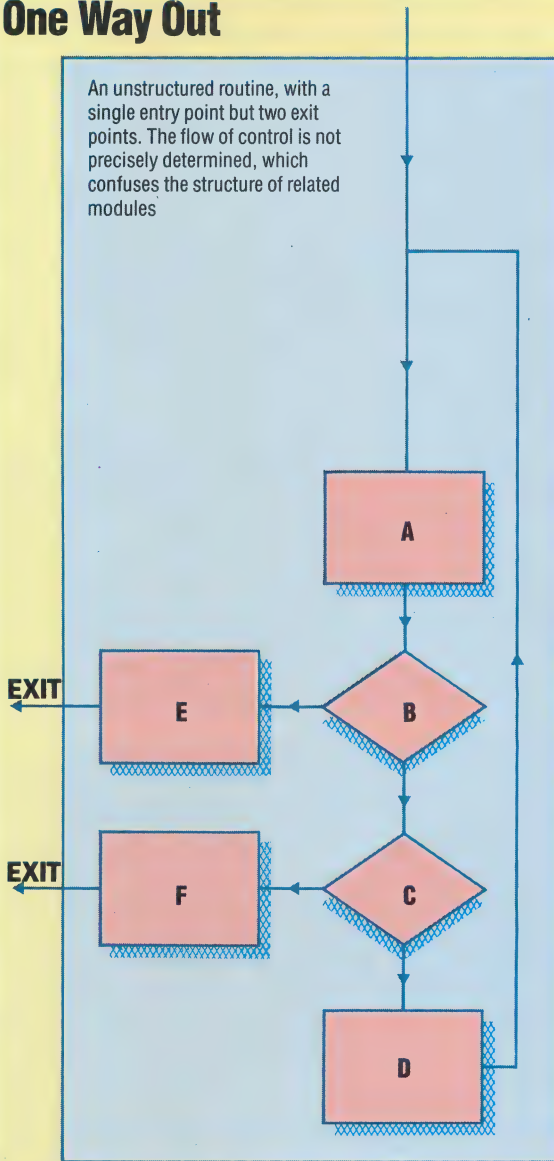 One Way Out
An unstructured routine, with a
single entry point but two exit
points. The flow of control is not
precisely determined, which
confuses the structure of related
modules
A
EXIT
E
B
EXIT
F
C
D